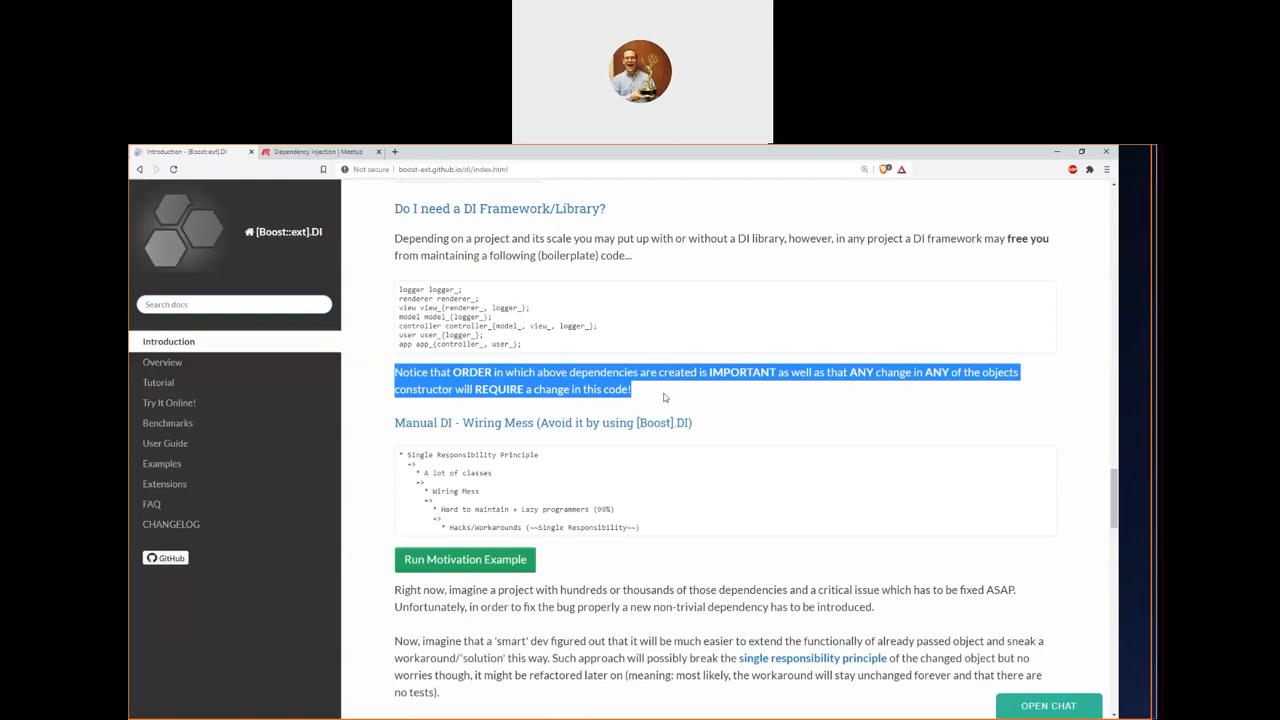 Introduction - [Boost::ext].DI
Dependency Injection | Meetup
Not secure
boost-ext.github.io/di/index.html
[Boost::ext].DI
Search docs
Introduction
Overview
Tutorial
Try It Online!
Benchmarks
User Guide
Examples
Extensions
FAQ
CHANGELOG
GitHub
Do I need a DI Framework/Library?
Depending on a project and its scale you may put up with or without a DI library, however, in any project a DI framework may free you
from maintaining a following (boilerplate) code...
logger logger_;
renderer renderer_;
view view_{renderer_, logger_};
model model_{logger_};
controller controller_{model_, view_, logger_};
user user_{logger_};
app app_{controller_, user_};
Notice that ORDER in which above dependencies are created is IMPORTANT as well as that ANY change in ANY of the objects
constructor will REQUIRE a change in this code!
Manual DI - Wiring Mess (Avoid it by using [Boost].DI)
* Single Responsibility Principle
=>
* A lot of classes
=>
* Wiring Mess
=>
* Hard to maintain + Lazy programmers (99%)
=>
* Hacks/Workarounds (~~Single Responsibility~~)
Run Motivation Example
Right now, imagine a project with hundreds or thousands of those dependencies and a critical issue which has to be fixed ASAP.
Unfortunately, in order to fix the bug properly a new non-trivial dependency has to be introduced.
Now, imagine that a 'smart' dev figured out that it will be much easier to extend the functionally of already passed object and sneak a
workaround/'solution' this way. Such approach will possibly break the single responsibility principle of the changed object but no
worries though, it might be refactored later on (meaning: most likely, the workaround will stay unchanged forever and that there are
no tests).
OPEN CHAT